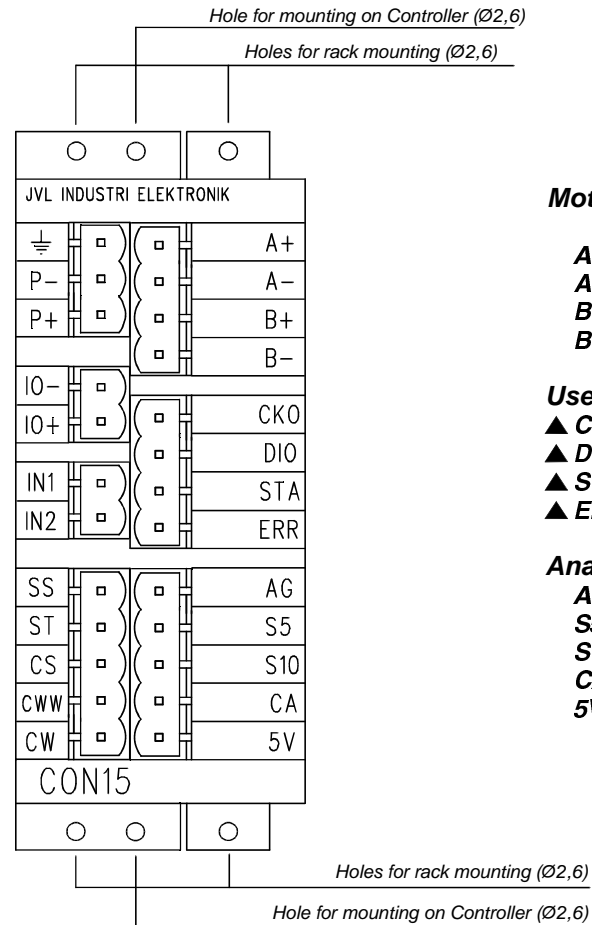 Hole for mounting on Controller (Ø2,6)
Holes for rack mounting (Ø2,6)
JVL INDUSTRI ELEKTRONIK
P-
P+
IO-
IO+
IN1
IN2
SS
ST
CS
CWW
CW
A+
A-
B+
B-
CKO
DIO
STA
ERR
AG
S5
S10
CA
5V
CON15
Holes for rack mounting (Ø2,6)
Hole for mounting on Controller (Ø2,6)
A
A
B
B
▲ C
▲ D
▲ S
A
S